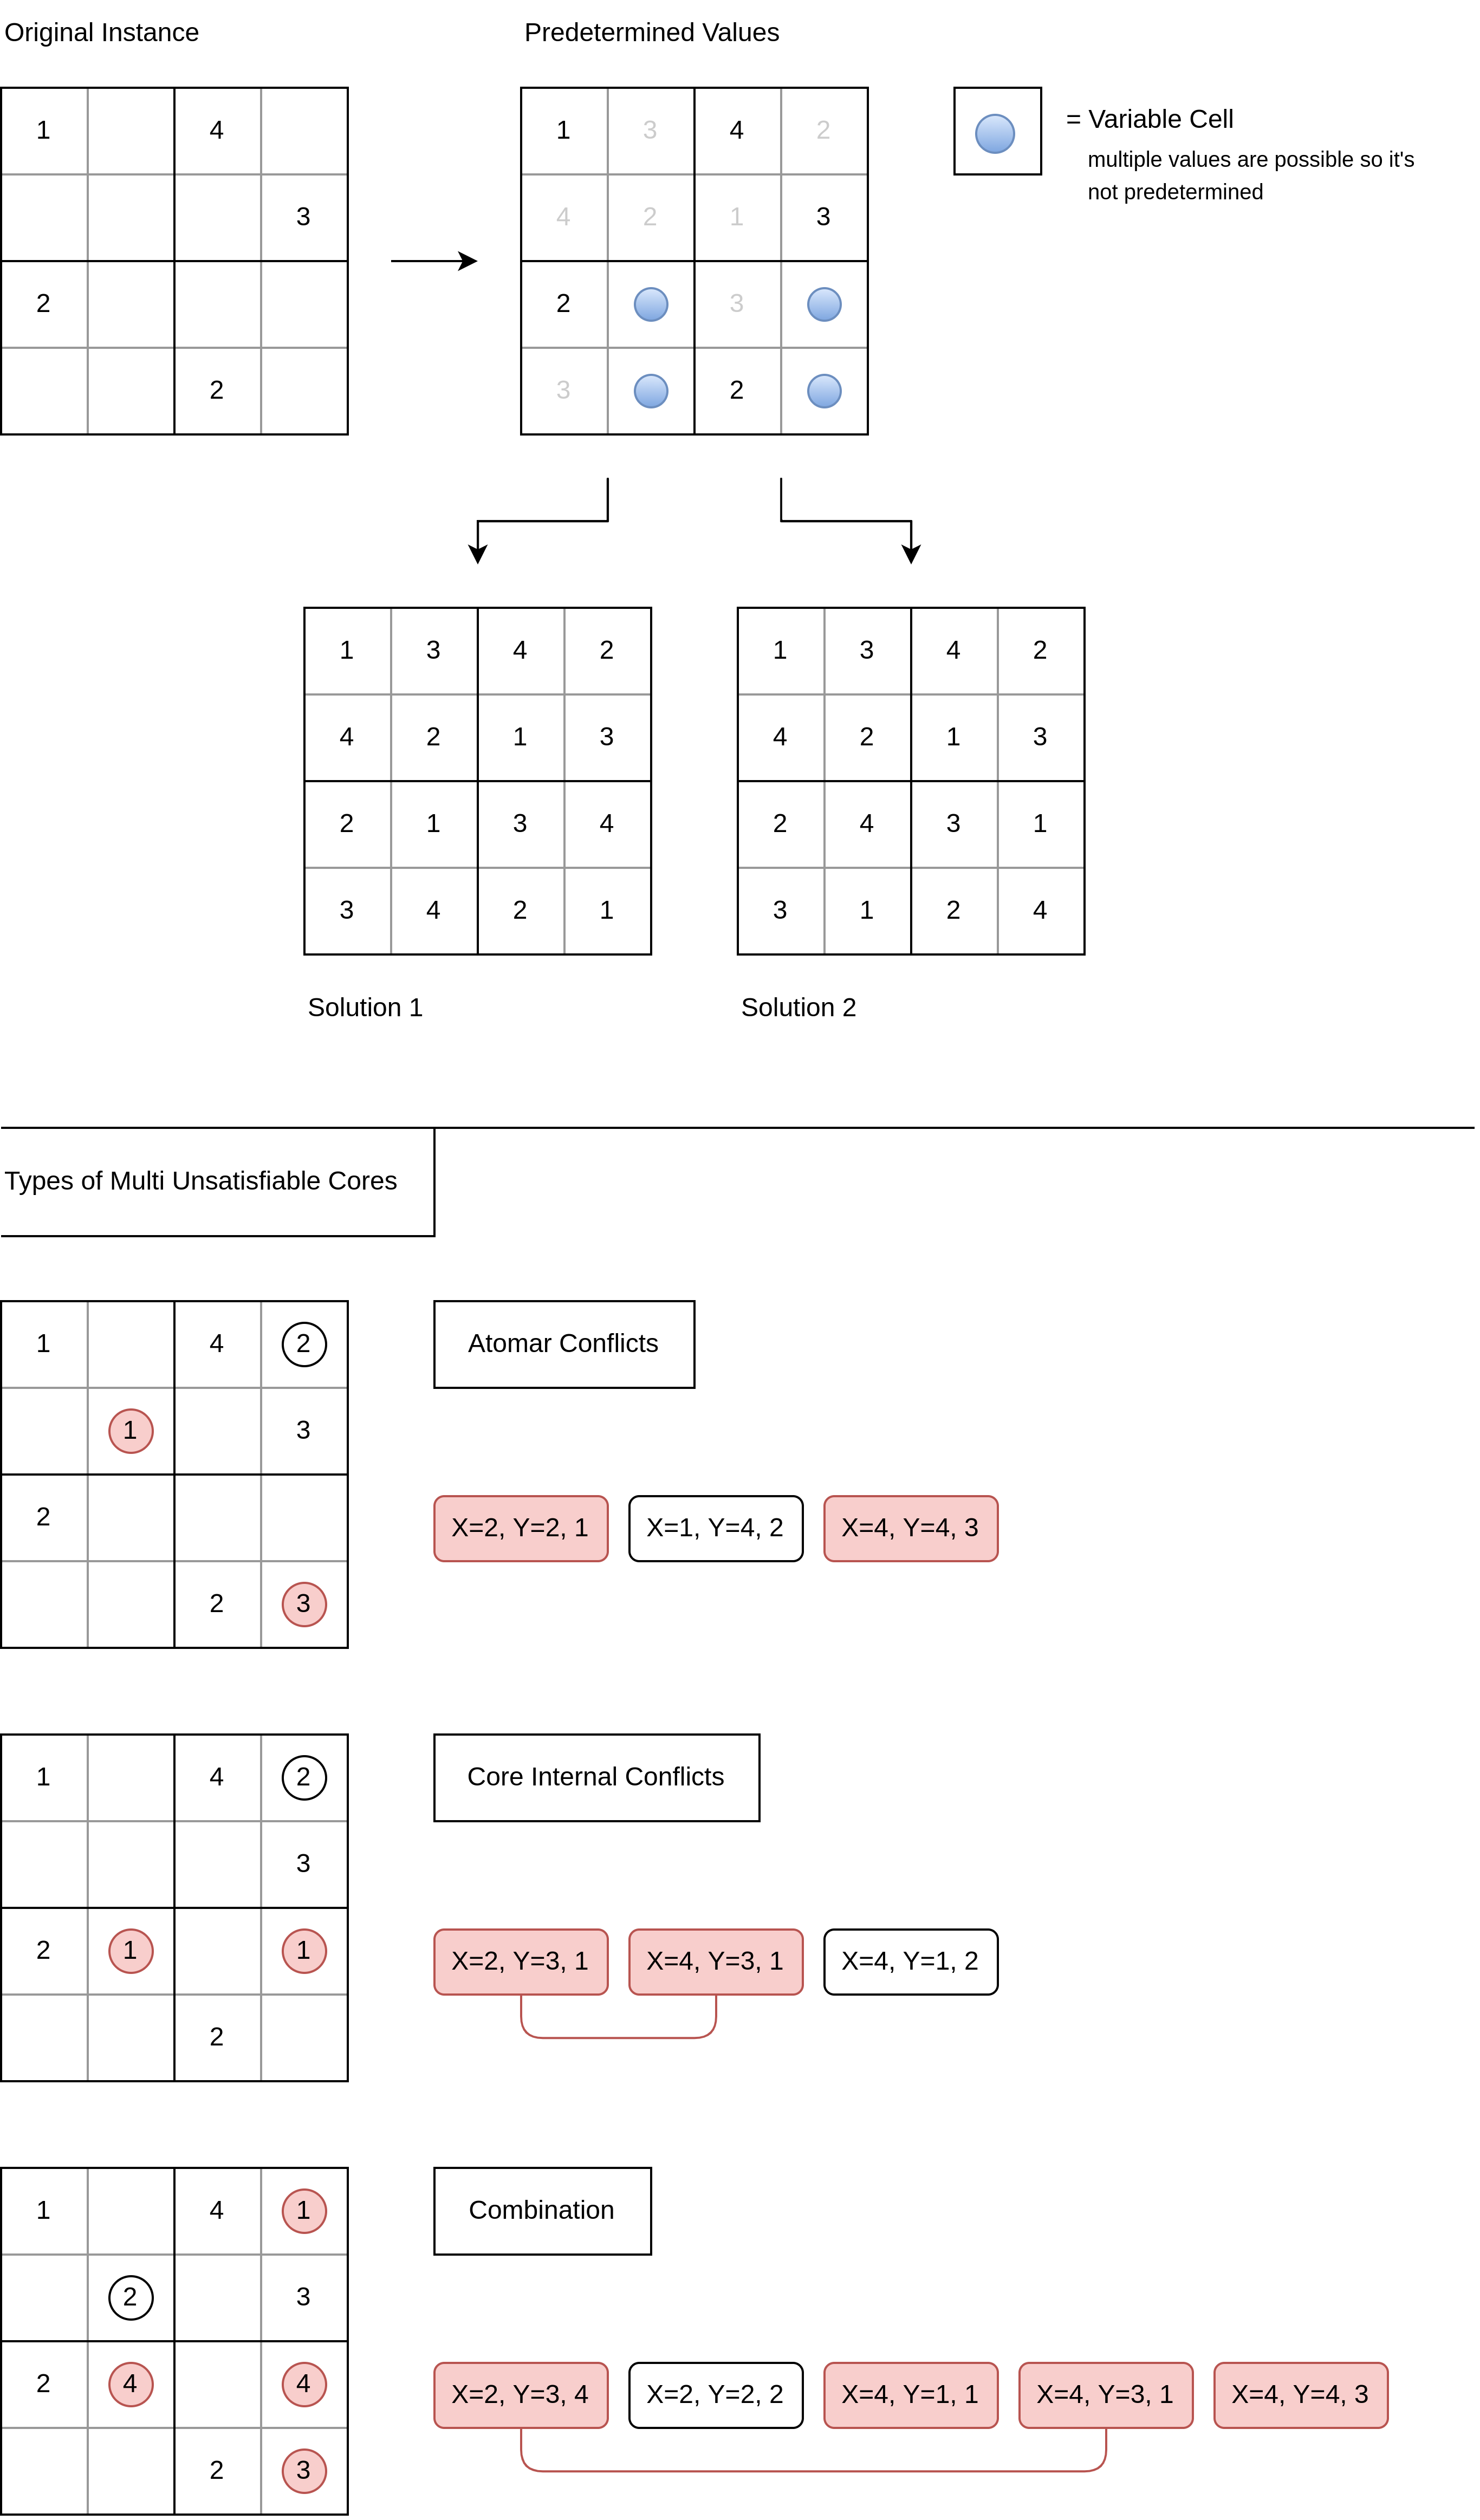 Original Instance
Predetermined Values
1 4
3
2
2
1 3 4 2
4 2 1 3
2 3
3 2
= Variable Cell
multiple values are possible so it's
not predetermined
1 3 4 2
4 2 1 3
2 1 3 4
3 4 2 1
Solution 1
1 3 4 2
4 2 1 3
2 4 3 1
3 1 2 4
Solution 2
Types of Multi Unsatisfiable Cores
1 4 2
1 3
2
2 3
Atomar Conflicts
X=2, Y=2, 1
X=1, Y=4, 2
X=4, Y=4, 3
1 4 2
3
2 1 1
2
Core Internal Conflicts
X=2, Y=3, 1
X=4, Y=3, 1
X=4, Y=1, 2
1 4 1
2 3
2 4 4
2 3
Combination
X=2, Y=3, 4
X=2, Y=2, 2
X=4, Y=1, 1
X=4, Y=3, 1
X=4, Y=4, 3